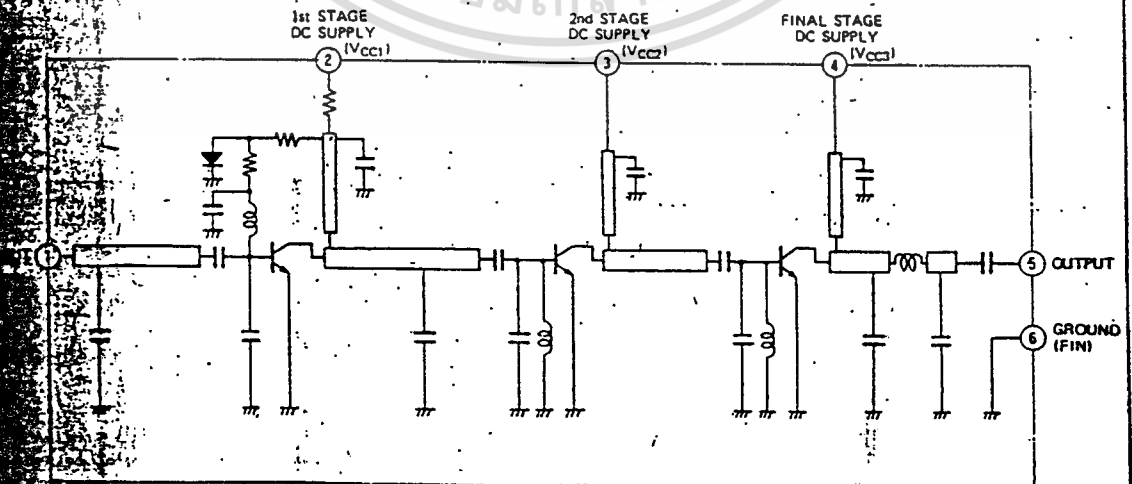 1st STAGE
DC SUPPLY
(VCC1)
2
2nd STAGE
DC SUPPLY
(VCC2)
3
FINAL STAGE
DC SUPPLY
(VCC3)
4
1
5 OUTPUT
6 GROUND
(FIN)